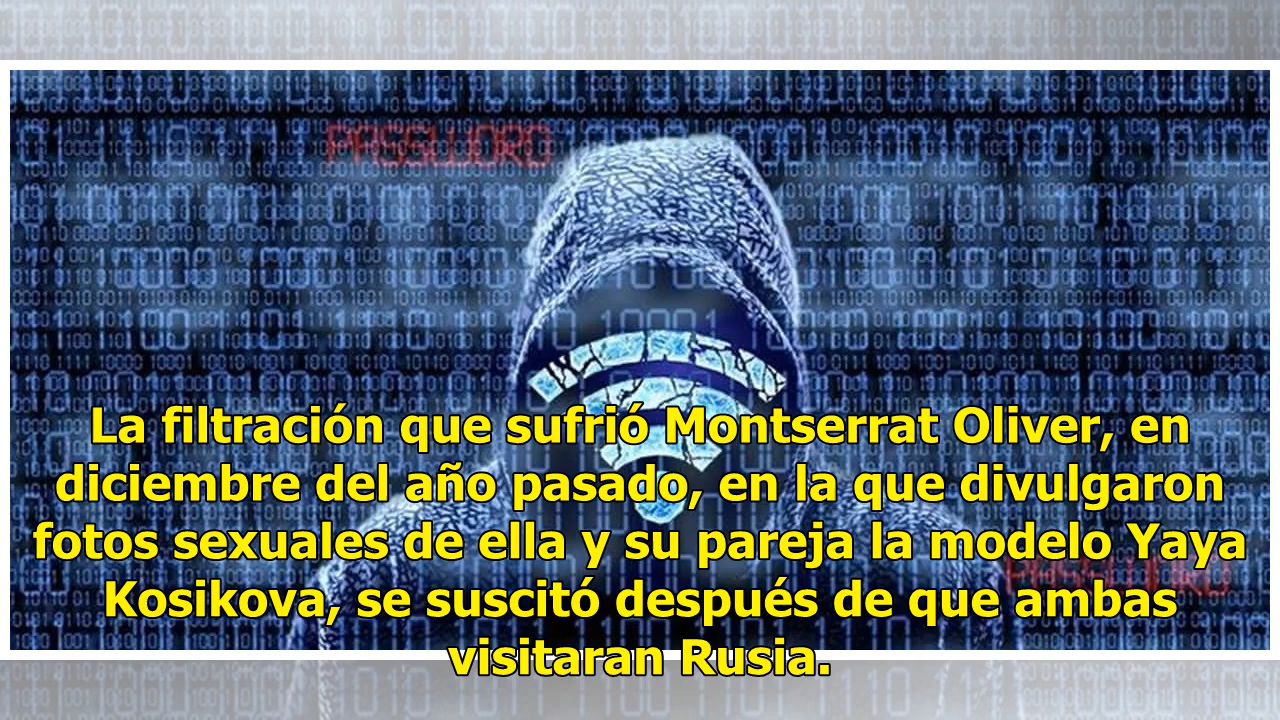 PASSWORD
La filtración que sufrió Montserrat Oliver, en
diciembre del año pasado, en la que divulgaron
fotos sexuales de ella y su pareja la modelo Yaya
Kosikova, se suscitó después de que ambas
visitaran Rusia.